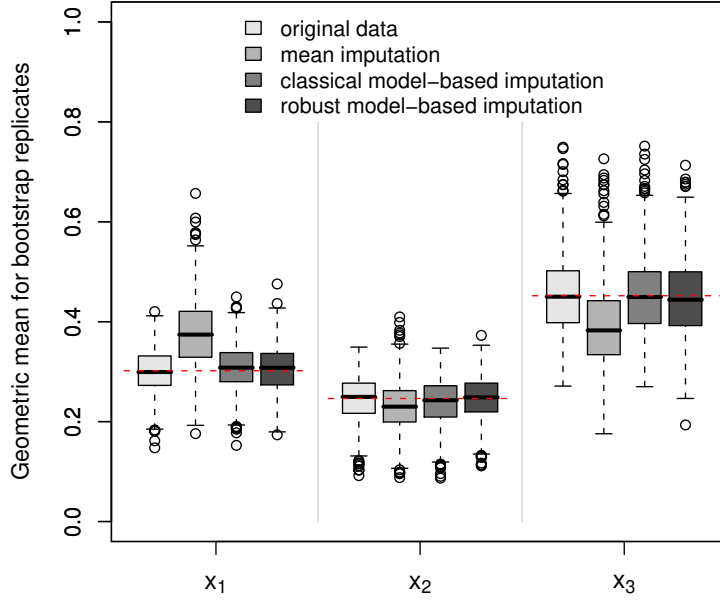 original data
mean imputation
classical model−based imputation
robust model−based imputation
Geometric mean for bootstrap replicates
1.0
0.8
0.6
0.4
0.2
0.0
x1
x2
x3